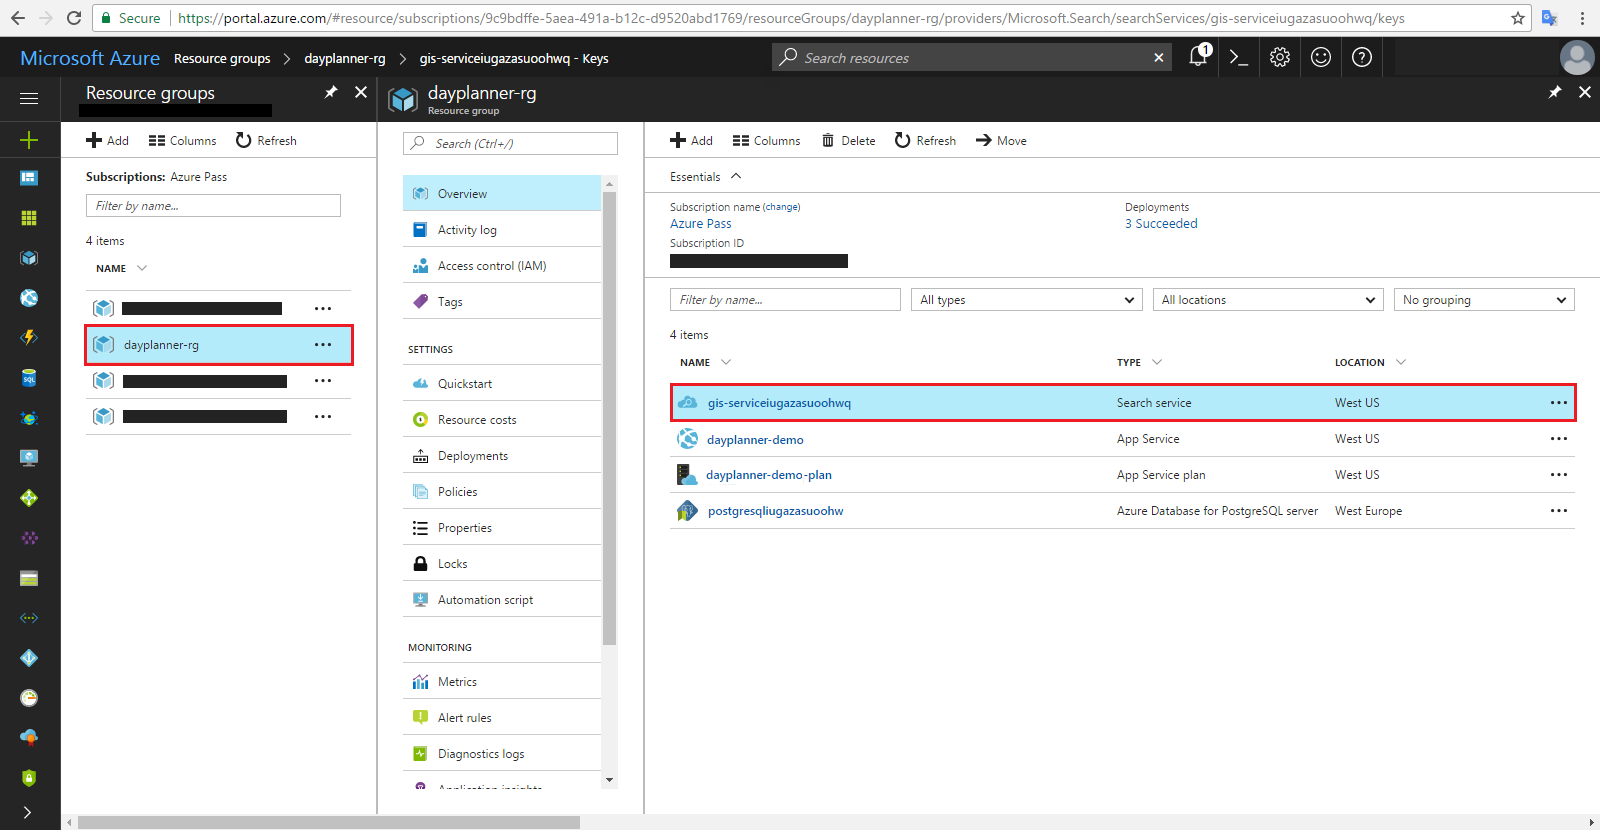 Secure
https://portal.azure.com/#resource/subscriptions/9c9bdffe-5aea-491a-b12c-d9520abd1769/resourceGroups/dayplanner-rg/providers/Microsoft.Search/searchServices/gis-serviceiugazasuoohwq/keys
Microsoft Azure Resource groups > dayplanner-rg > gis-serviceiugazasuoohwq - Keys
Search resources
1
Resource groups
Add Columns Refresh
Subscriptions: Azure Pass
Filter by name...
4 items
NAME
dayplanner-rg
dayplanner-rg
Resource group
Search (Ctrl+/)
Overview
Activity log
Access control (IAM)
Tags
SETTINGS
Quickstart
Resource costs
Deployments
Policies
Properties
Locks
Automation script
MONITORING
Metrics
Alert rules
Diagnostics logs
Application insights
Add Columns Delete Refresh Move
Essentials
Subscription name (change)
Azure Pass
Subscription ID
Deployments
3 Succeeded
Filter by name... All types All locations No grouping
4 items
NAME TYPE LOCATION
gis-serviceiugazasuoohwq Search service West US
dayplanner-demo App Service West US
dayplanner-demo-plan App Service plan West US
postgresqliugazasuoohw Azure Database for PostgreSQL server West Europe
SQL